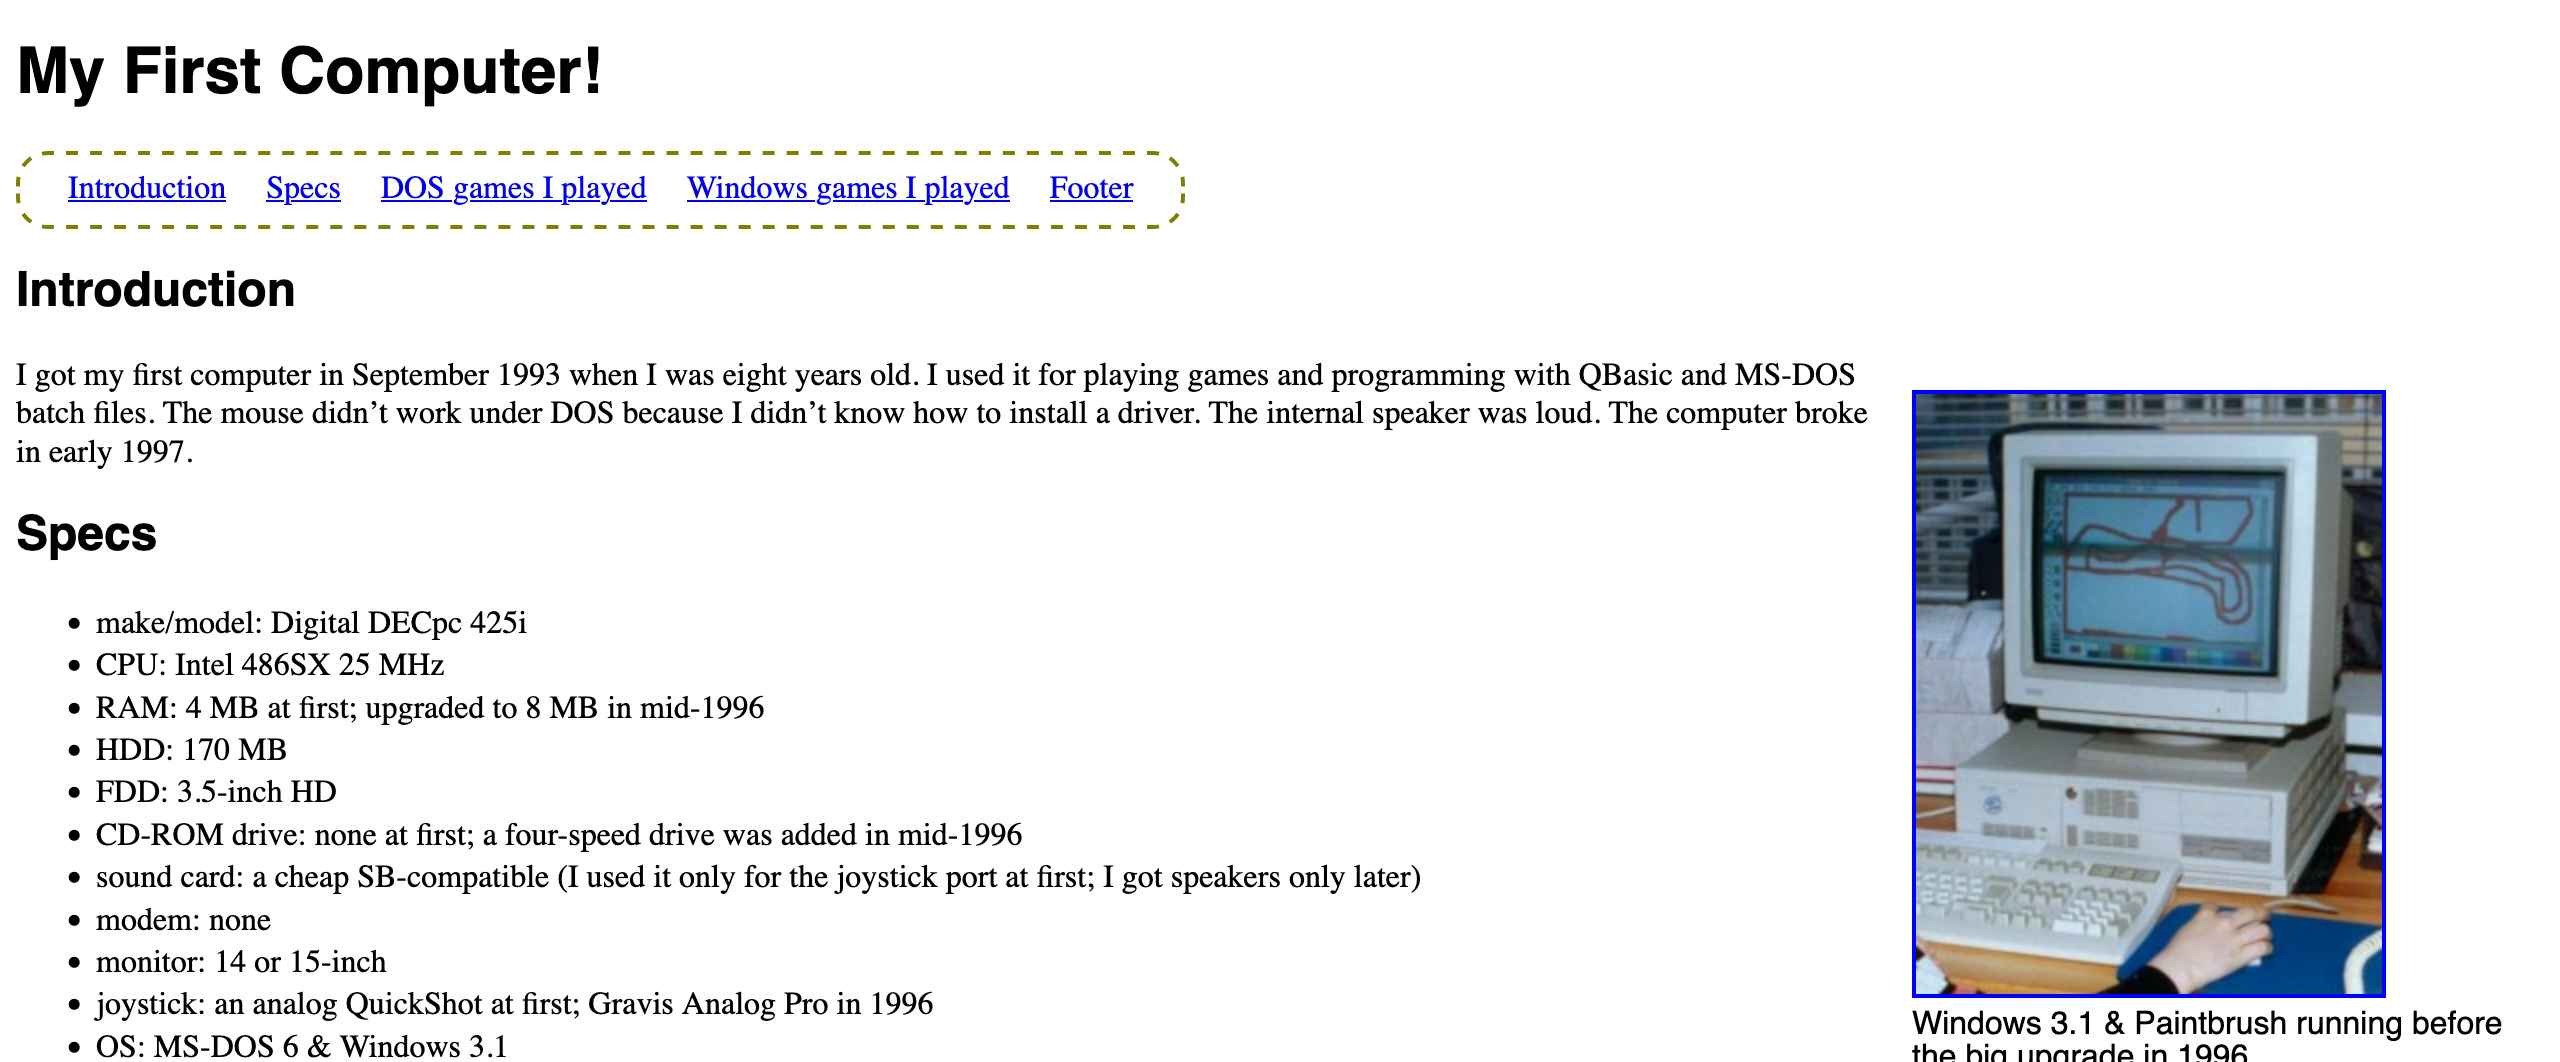 My First Computer!
Introduction Specs DOS games I played Windows games I played Footer
Introduction
I got my first computer in September 1993 when I was eight years old. I used it for playing games and programming with QBasic and MS-DOS
batch files. The mouse didn’t work under DOS because I didn’t know how to install a driver. The internal speaker was loud. The computer broke
in early 1997.
Specs
• make/model: Digital DECpc 425i
• CPU: Intel 486SX 25 MHz
• RAM: 4 MB at first; upgraded to 8 MB in mid-1996
• HDD: 170 MB
• FDD: 3.5-inch HD
• CD-ROM drive: none at first; a four-speed drive was added in mid-1996
• sound card: a cheap SB-compatible (I used it only for the joystick port at first; I got speakers only later)
• modem: none
• monitor: 14 or 15-inch
• joystick: an analog QuickShot at first; Gravis Analog Pro in 1996
• OS: MS-DOS 6 & Windows 3.1
Windows 3.1 & Paintbrush running before
the big upgrade in 1996